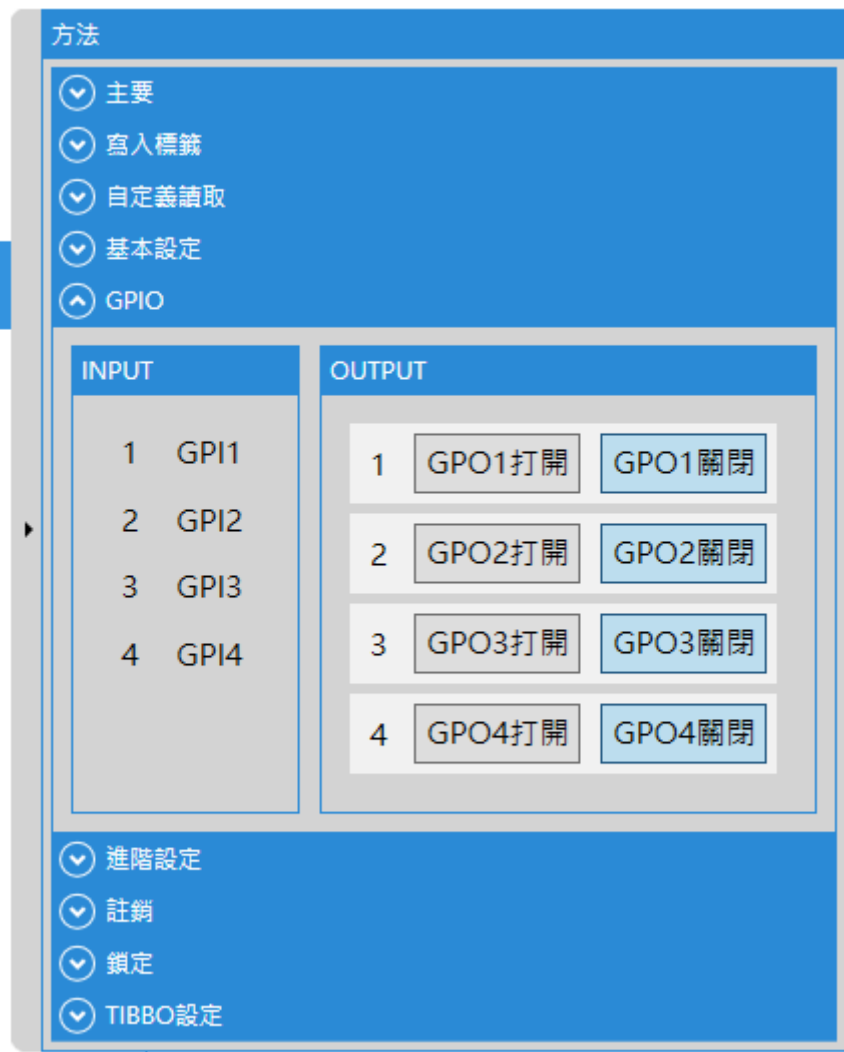 方法
主要
寫入標籤
自定義讀取
基本設定
GPIO
INPUT
1 GPI1
2 GPI2
3 GPI3
4 GPI4
OUTPUT
1 GPO1打開 GPO1關閉
2 GPO2打開 GPO2關閉
3 GPO3打開 GPO3關閉
4 GPO4打開 GPO4關閉
進階設定
註銷
鎖定
TIBBO設定